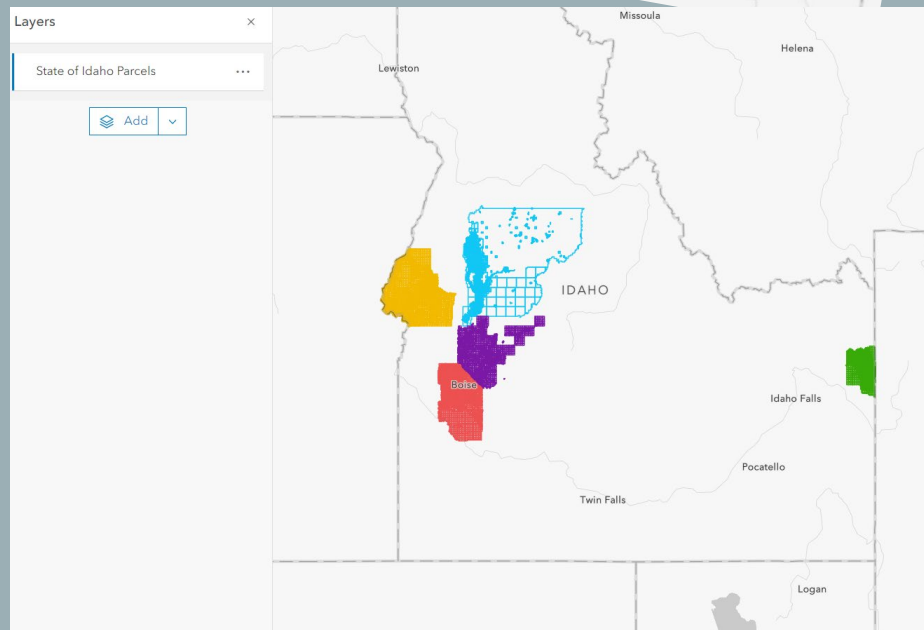 Layers
State of Idaho Parcels
Add
Missoula
Helena
Lewiston
IDAHO
Boise
Idaho Falls
Pocatello
Twin Falls
Logan